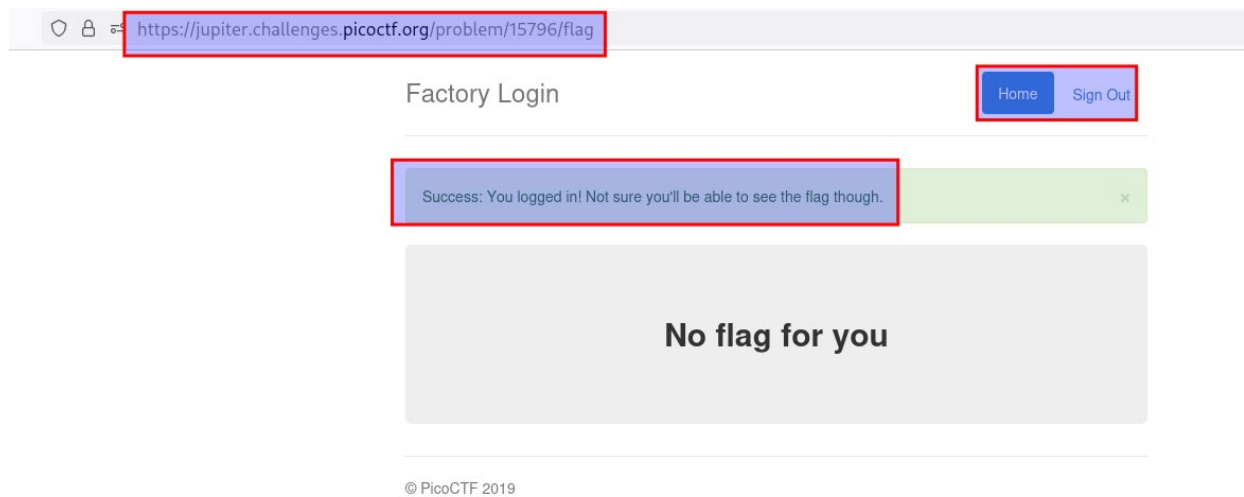 https://jupiter.challenges.picoctf.org/problem/15796/flag
Factory Login
Home Sign Out
Success: You logged in! Not sure you'll be able to see the flag though. ×
No flag for you
© PicoCTF 2019